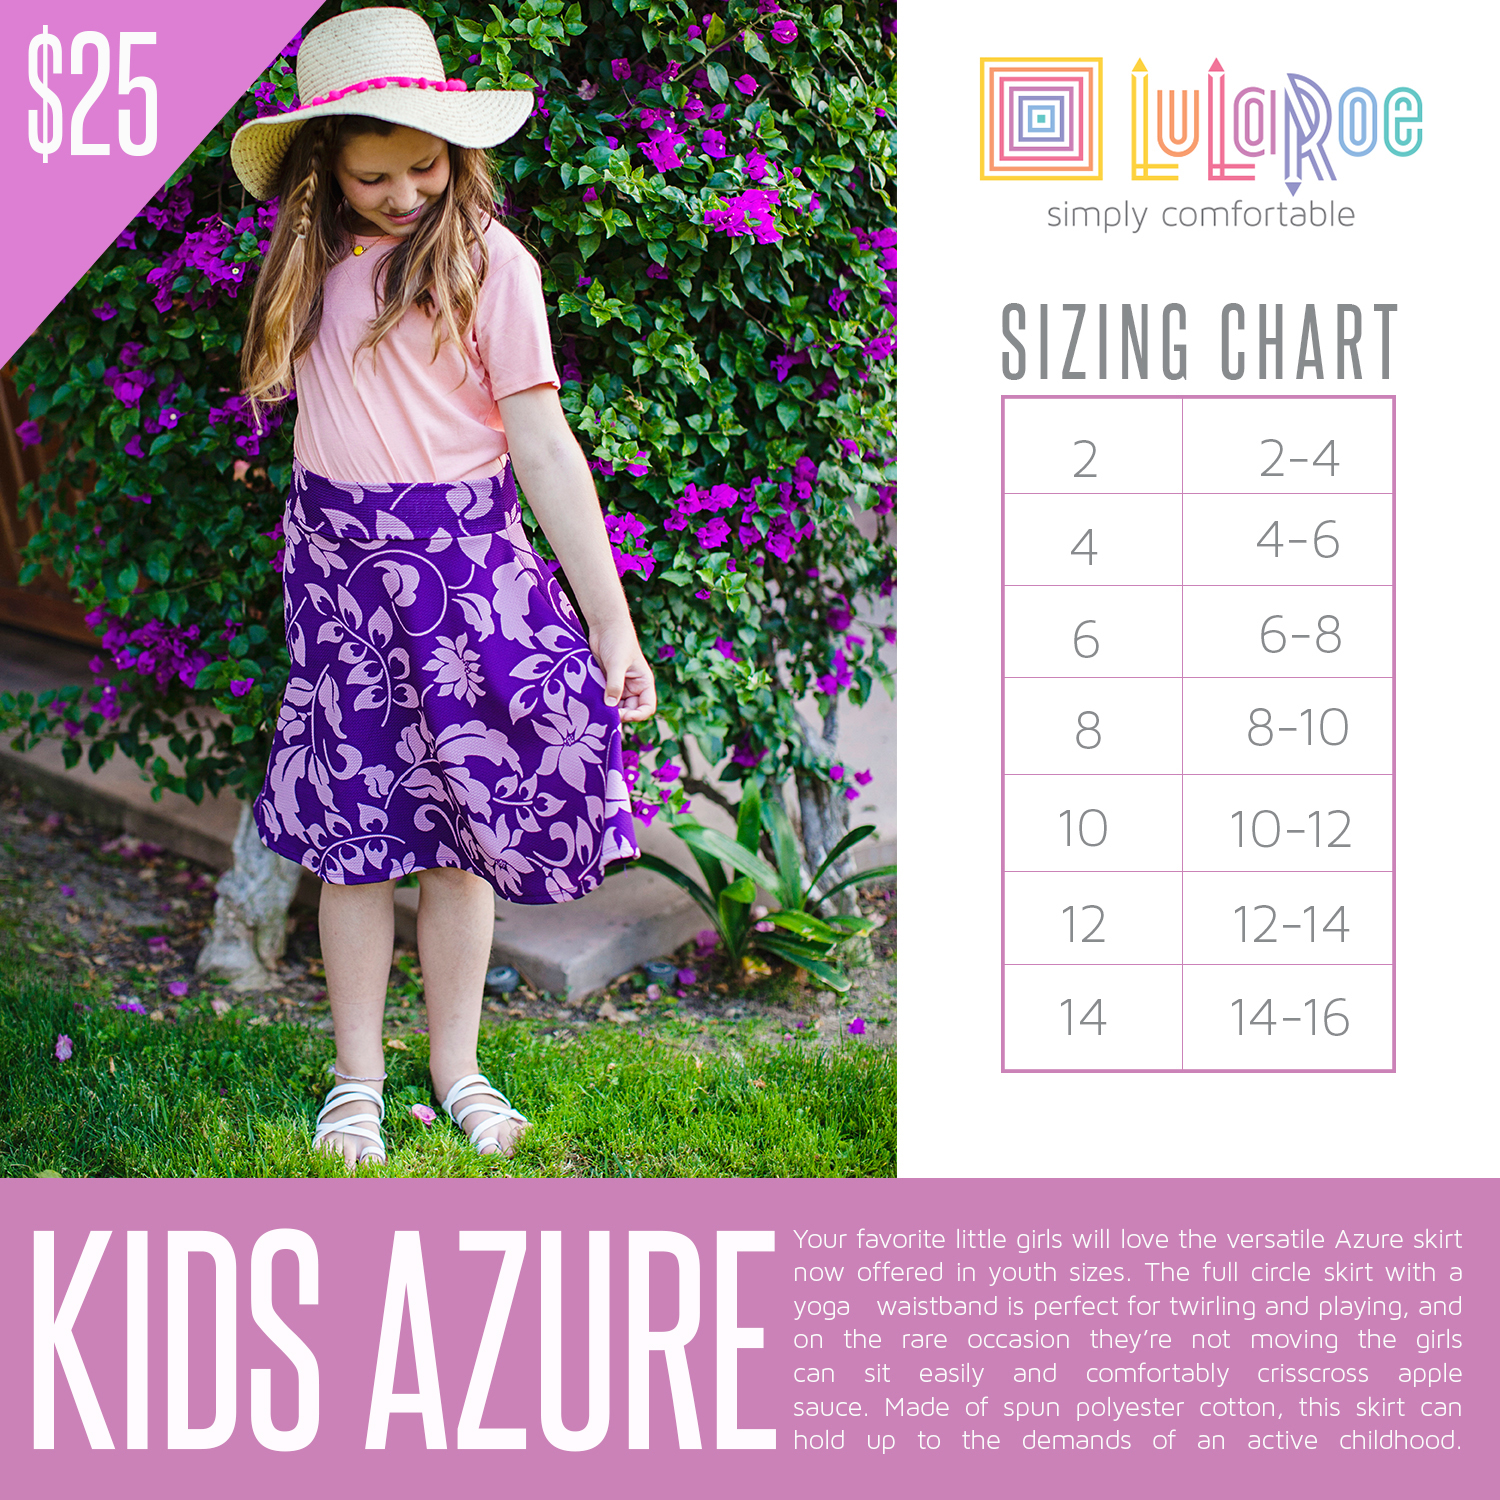 $25
LuLaRoe
simply comfortable
SIZING CHART
2 2-4
4 4-6
6 6-8
8 8-10
10 10-12
12 12-14
14 14-16
KIDS AZURE
Your favorite little girls will love the versatile Azure skirt
now offered in youth sizes. The full circle skirt with a
yoga waistband is perfect for twirling and playing, and
on the rare occasion they're not moving the girls
can sit easily and comfortably crisscross apple
sauce. Made of spun polyester cotton, this skirt can
hold up to the demands of an active childhood.